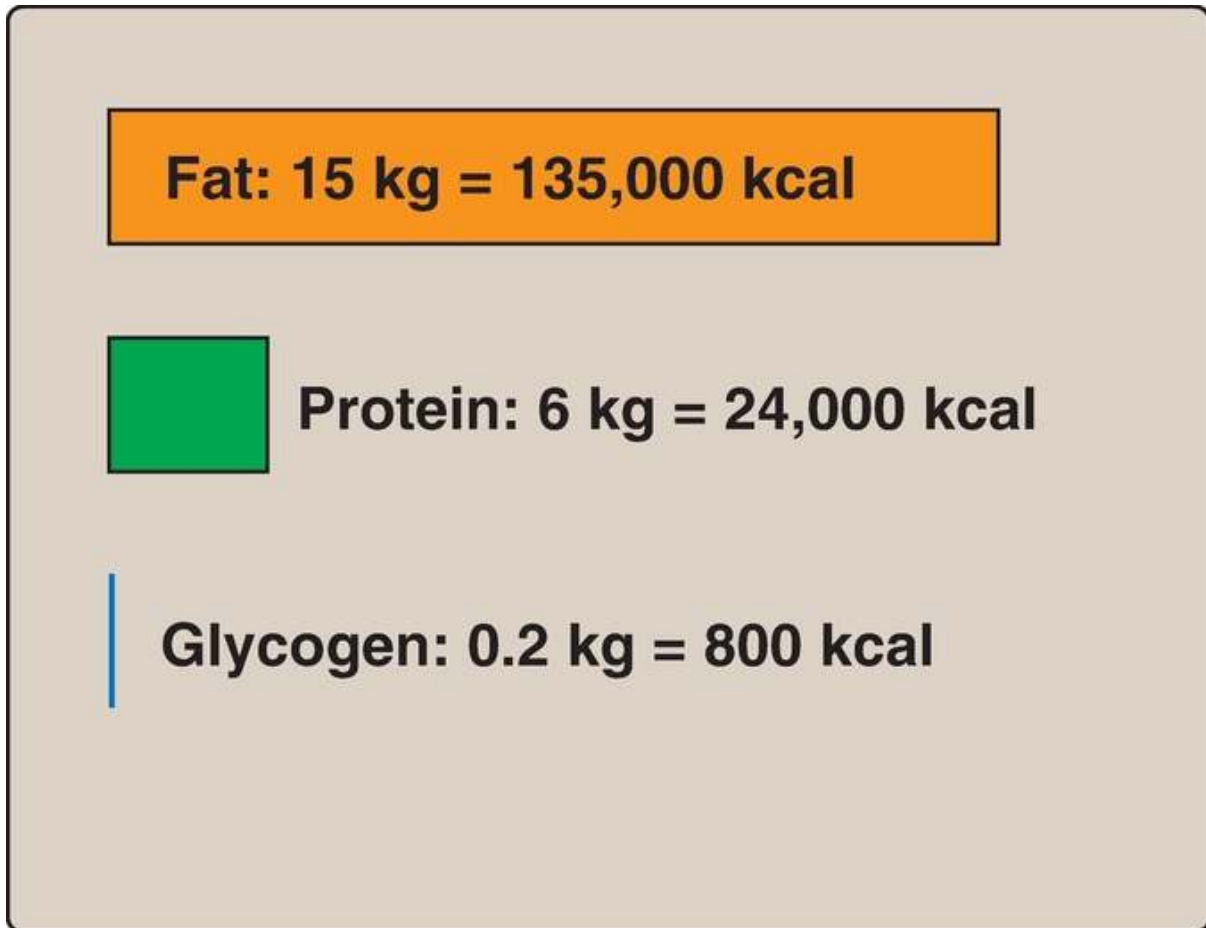 Fat: 15 kg = 135,000 kcal
Protein: 6 kg = 24,000 kcal
Glycogen: 0.2 kg = 800 kcal